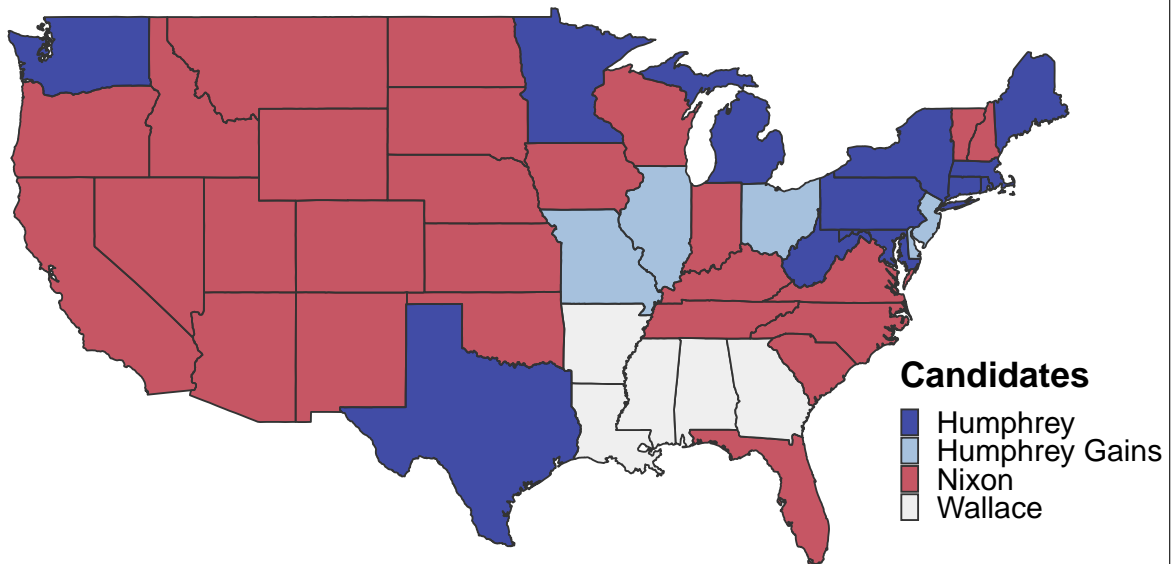 Candidates
Humphrey
Humphrey Gains
Nixon
Wallace